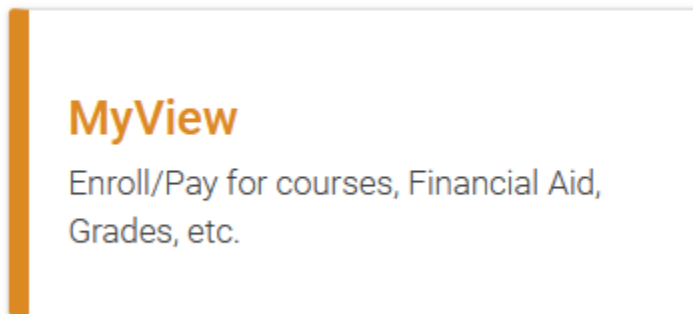 MyView
Enroll/Pay for courses, Financial Aid,
Grades, etc.